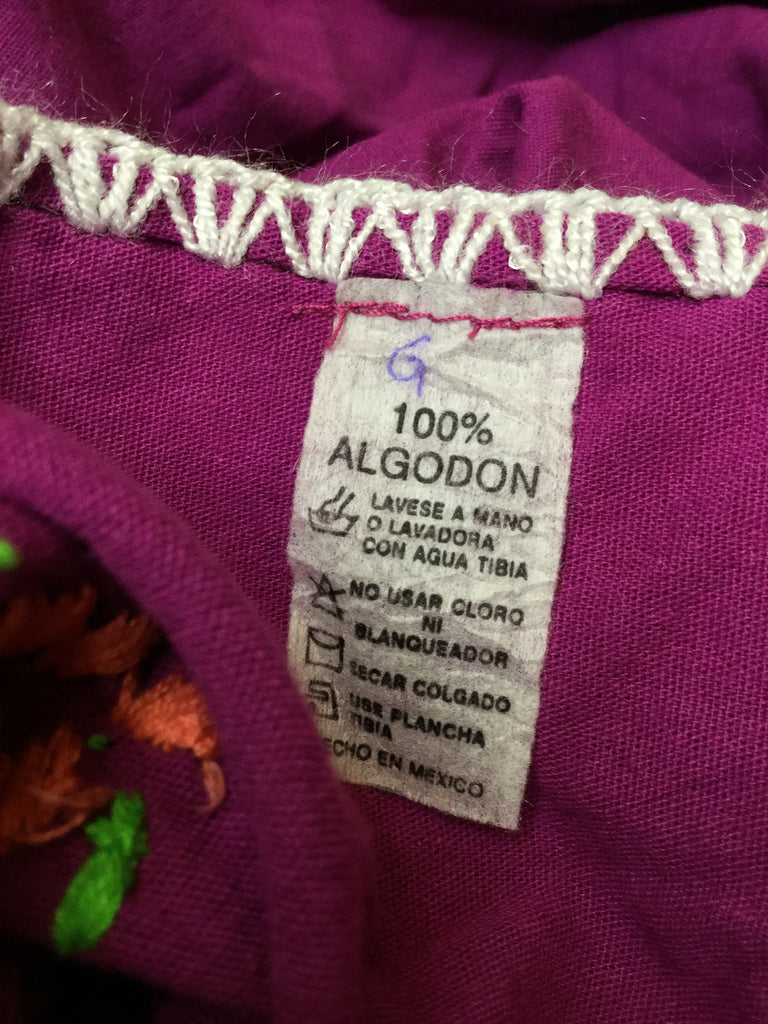 G
100%
ALGODON
LAVESE A MANO
O LAVADORA
CON AGUA TIBIA
NO USAR CLORO
NI
BLANQUEADOR
SECAR COLGADO
USE PLANCHA
TIBIA
ECHO EN MEXICO